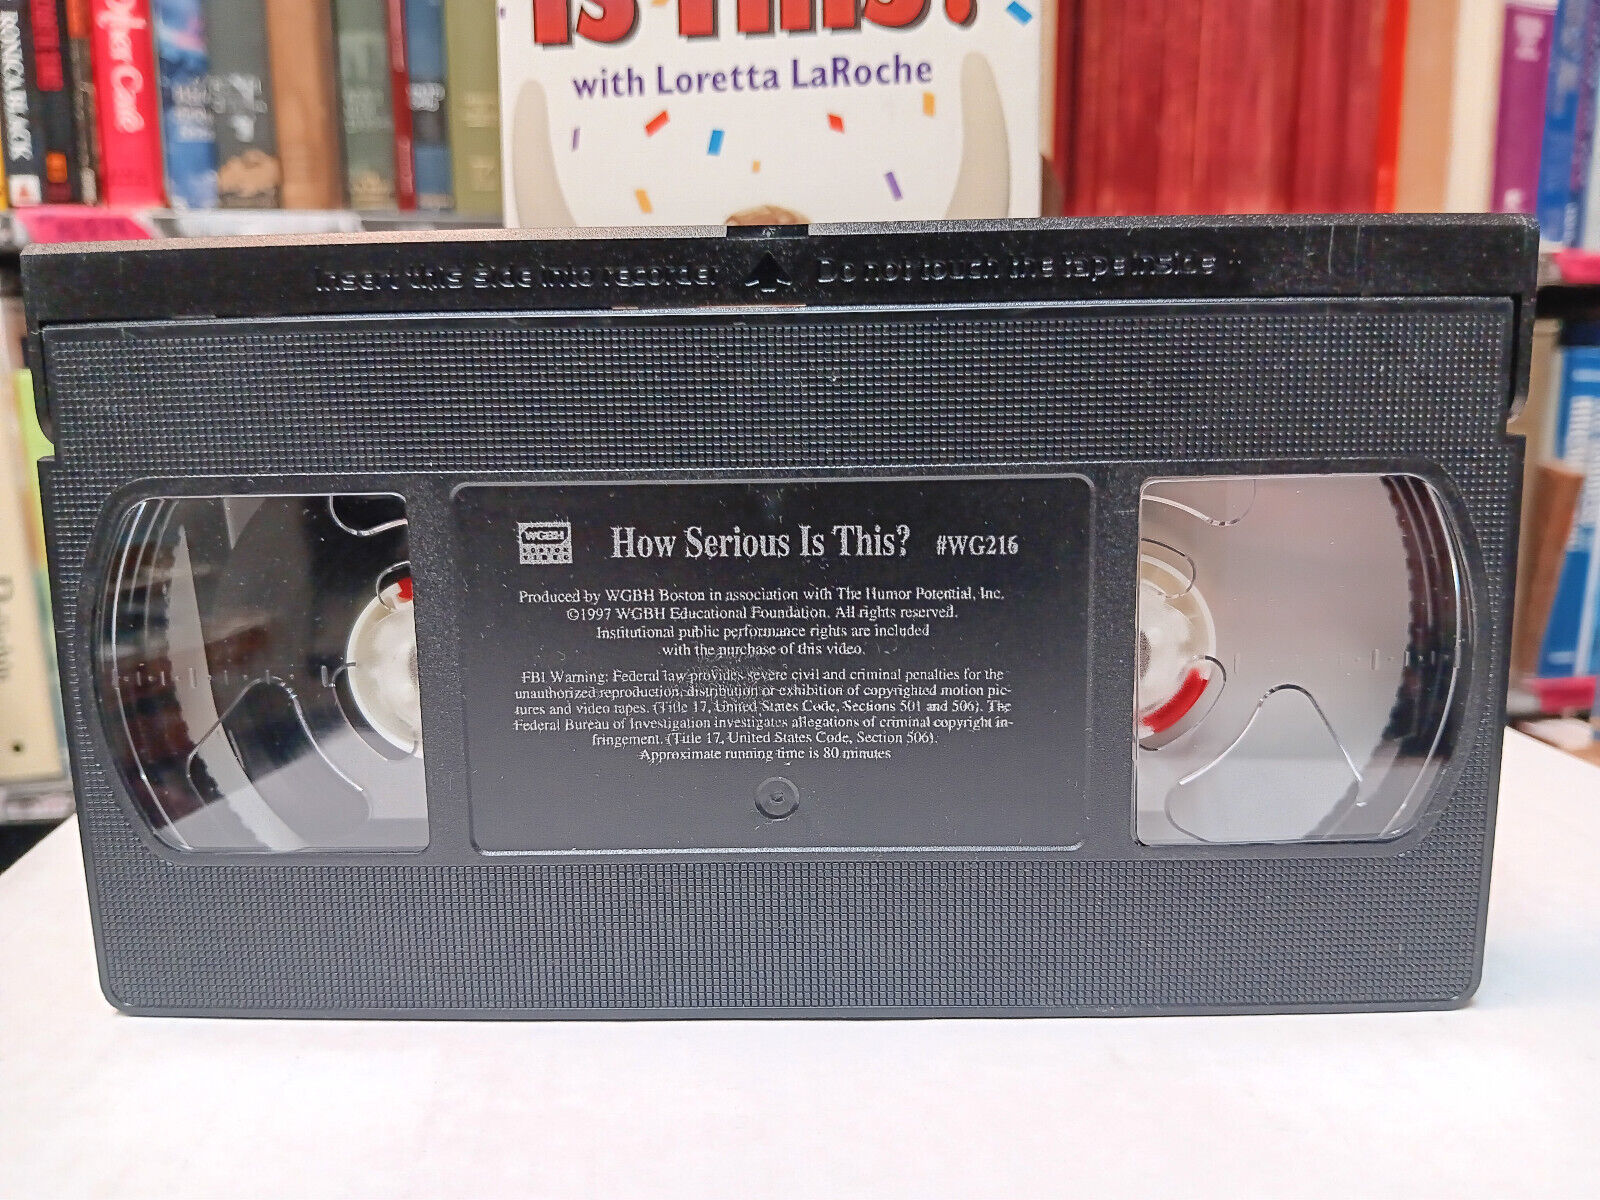 Is This?
with Loretta LaRoche
RONICA BLACK
Insert this side into recorder Do not touch the tape inside
WGBH
How Serious Is This? #WG216
Produced by WGBH Boston in association with The Humor Potential, Inc.
©1997 WGBH Educational Foundation. All rights reserved.
Institutional public performance rights are included
with the purchase of this video.
FBI Warning: Federal law provides severe civil and criminal penalties for the
unauthorized reproduction, distribution or exhibition of copyrighted motion pic-
tures and video tapes. (Title 17, United States Code, Sections 501 and 506). The
Federal Bureau of Investigation investigates allegations of criminal copyright in-
fringement. (Title 17, United States Code, Section 506).
Approximate running time is 80 minutes